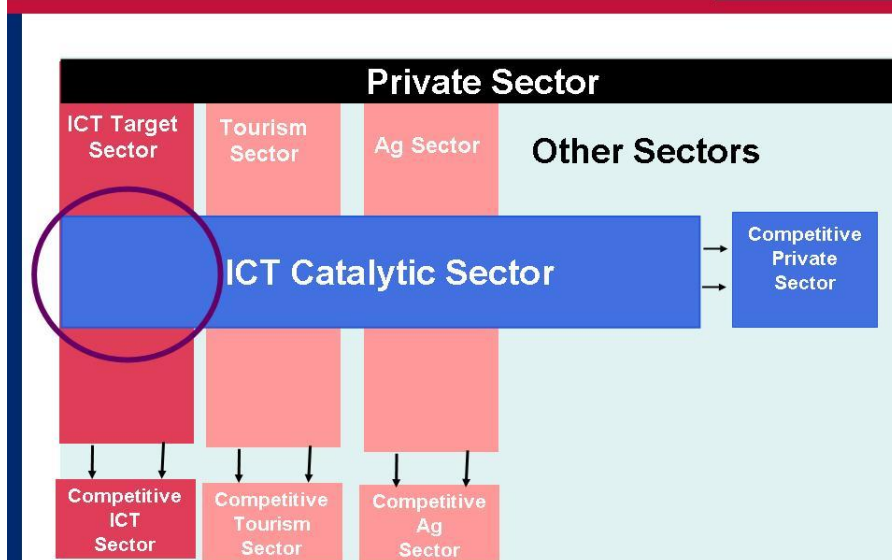 Private Sector
ICT Target
Sector
Tourism
Sector
Ag Sector
Other Sectors
ICT Catalytic Sector
Competitive
Private
Sector
Competitive
ICT
Sector
Competitive
Tourism
Sector
Competitive
Ag
Sector